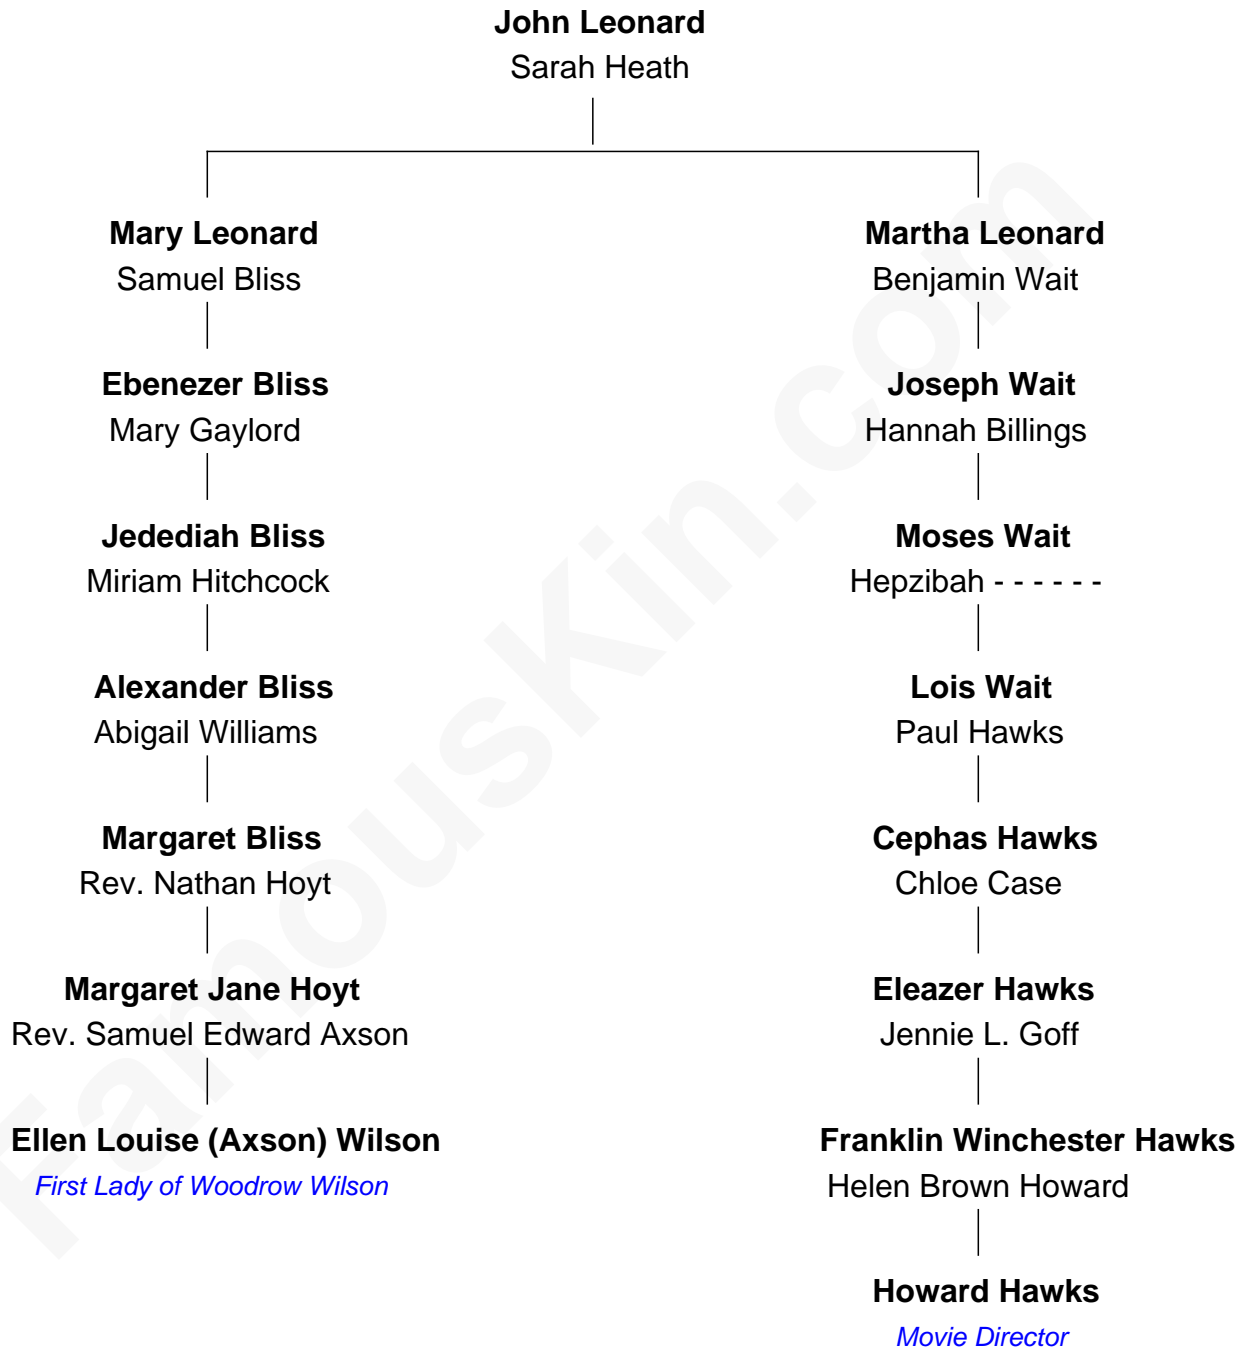 John Leonard
Sarah Heath
Mary Leonard
Samuel Bliss
Martha Leonard
Benjamin Wait
Ebenezer Bliss
Mary Gaylord
Joseph Wait
Hannah Billings
Jedediah Bliss
Miriam Hitchcock
Moses Wait
Hepzibah - - - - - -
Alexander Bliss
Abigail Williams
Lois Wait
Paul Hawks
Margaret Bliss
Rev. Nathan Hoyt
Cephas Hawks
Chloe Case
Margaret Jane Hoyt
Rev. Samuel Edward Axson
Eleazer Hawks
Jennie L. Goff
Ellen Louise (Axson) Wilson
First Lady of Woodrow Wilson
Franklin Winchester Hawks
Helen Brown Howard
Howard Hawks
Movie Director
FamousKin.com